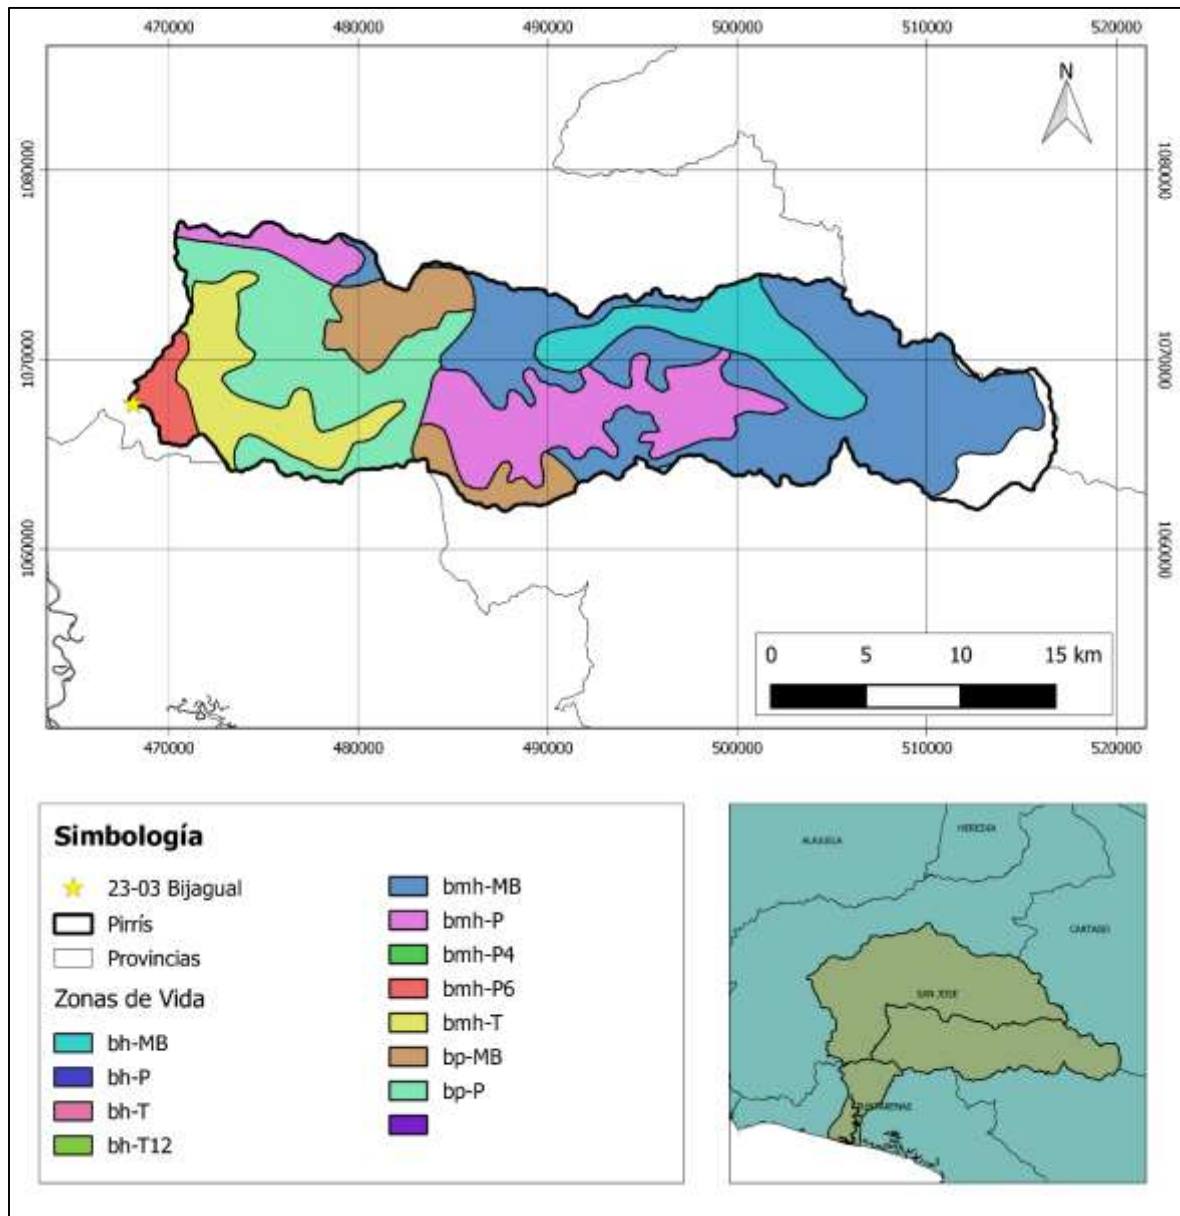 470000 480000 490000 500000 510000 520000
N
1080000 1080000
1070000 1070000
1060000 1060000
0 5 10 15 km
470000 480000 490000 500000 510000 520000
Simbología
23-03 Bijagual
Pirrís
Provincias
Zonas de Vida
bh-MB
bh-P
bh-T
bh-T12
bmh-MB
bmh-P
bmh-P4
bmh-P6
bmh-T
bp-MB
bp-P
ALAJUELA
HEREDIA
CARTAGO
SAN JOSE